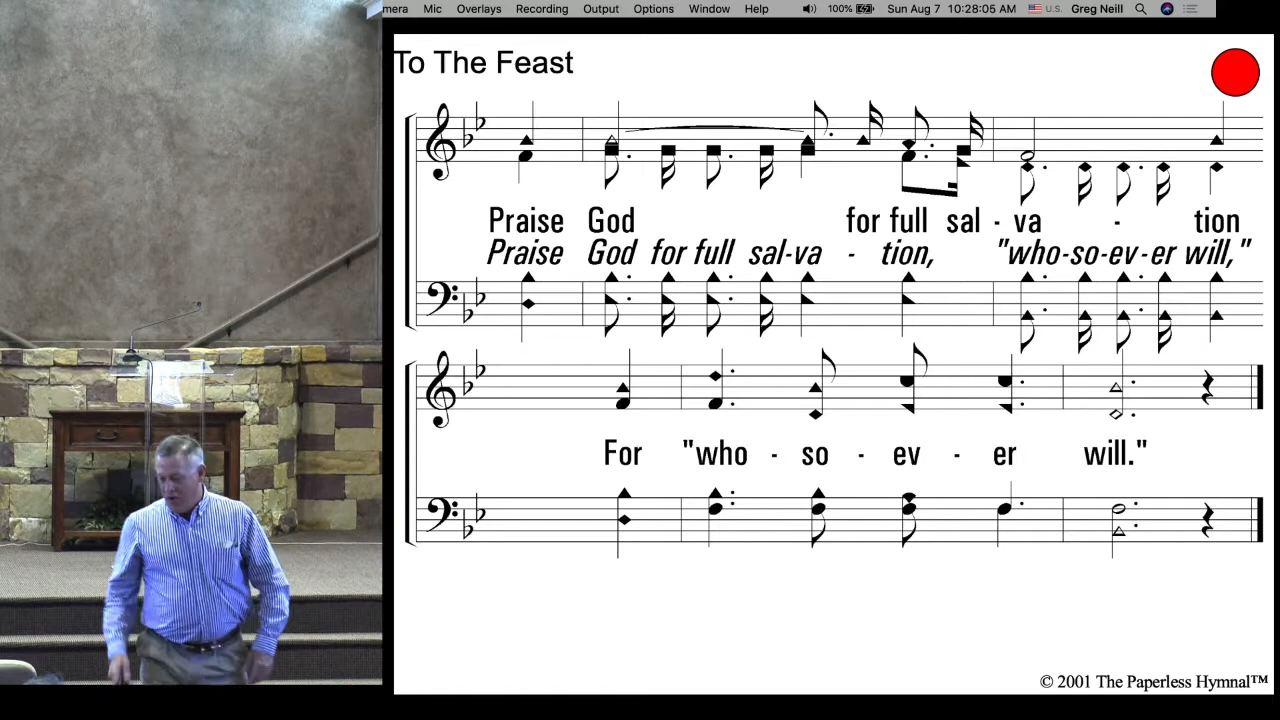 mera Mic Overlays Recording Output Options Window Help 100% Sun Aug 7 10:28:05 AM U.S. Greg Neill
To The Feast
Praise God for full sal - va - tion
Praise God for full sal-va - tion, "who-so-ev-er will,"
For "who - so - ev - er will."
© 2001 The Paperless Hymnal™